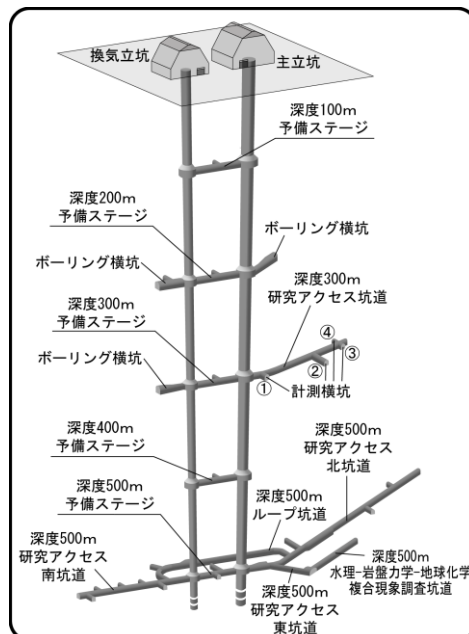 換気立坑
主立坑
深度100m
予備ステージ
深度200m
予備ステージ
ボーリング横坑
ボーリング横坑
深度300m
研究アクセス坑道
深度300m
予備ステージ
④
③
②
①
計測横坑
ボーリング横坑
深度400m
予備ステージ
深度500m
研究アクセス
北坑道
深度500m
予備ステージ
深度500m
ループ坑道
深度500m
研究アクセス
南坑道
深度500m
水理-岩盤力学-地球化学
複合現象調査坑道
深度500m
研究アクセス
東坑道